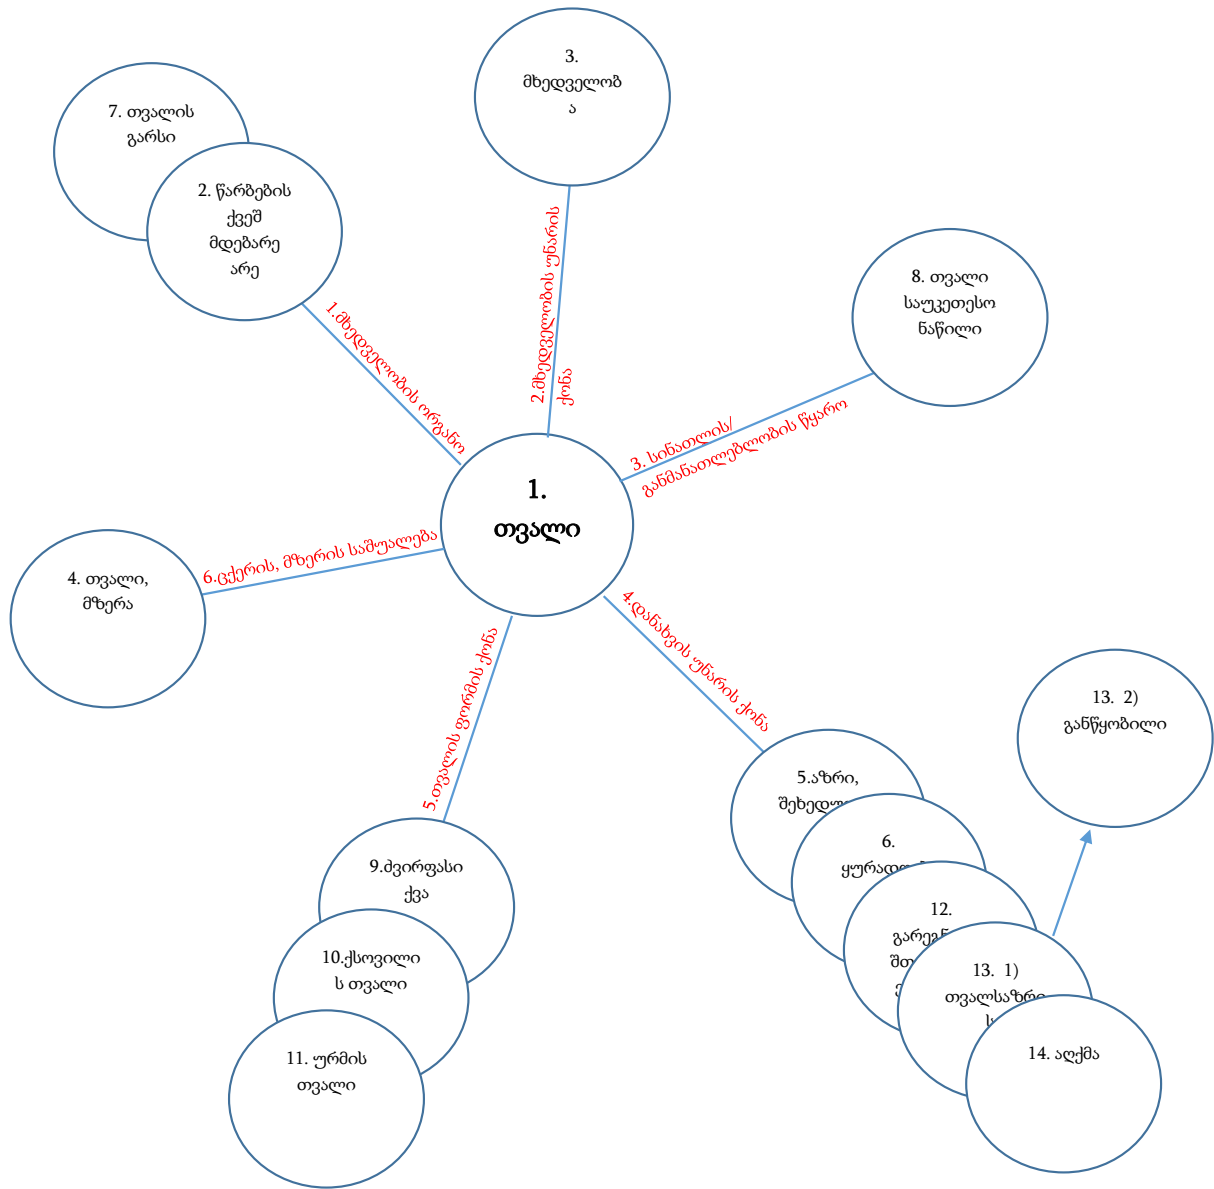 3.
მხედველობ
ა
7. თვალის
გარსი
2. წარბების
ქვეშ
მდებარე
არე
8. თვალი
საუკეთესო
ნაწილი
1.მხედველობის ორგანო
2.მხედველობის უნარის
ქონა
3. სინათლის/
განმანათლებლობის წყარო
1.
თვალი
4. თვალი,
მზერა
6.ცქერის, მზერის საშუალება
5.თვალის ფორმის ქონა
4.დანახვის უნარის ქონა
13. 2)
განწყობილი
5.აზრი,
6.
12.
13. 1)
14. აღქმა
9.ძვირფასი
ქვა
10.ქსოვილი
ს თვალი
11. ურმის
თვალი